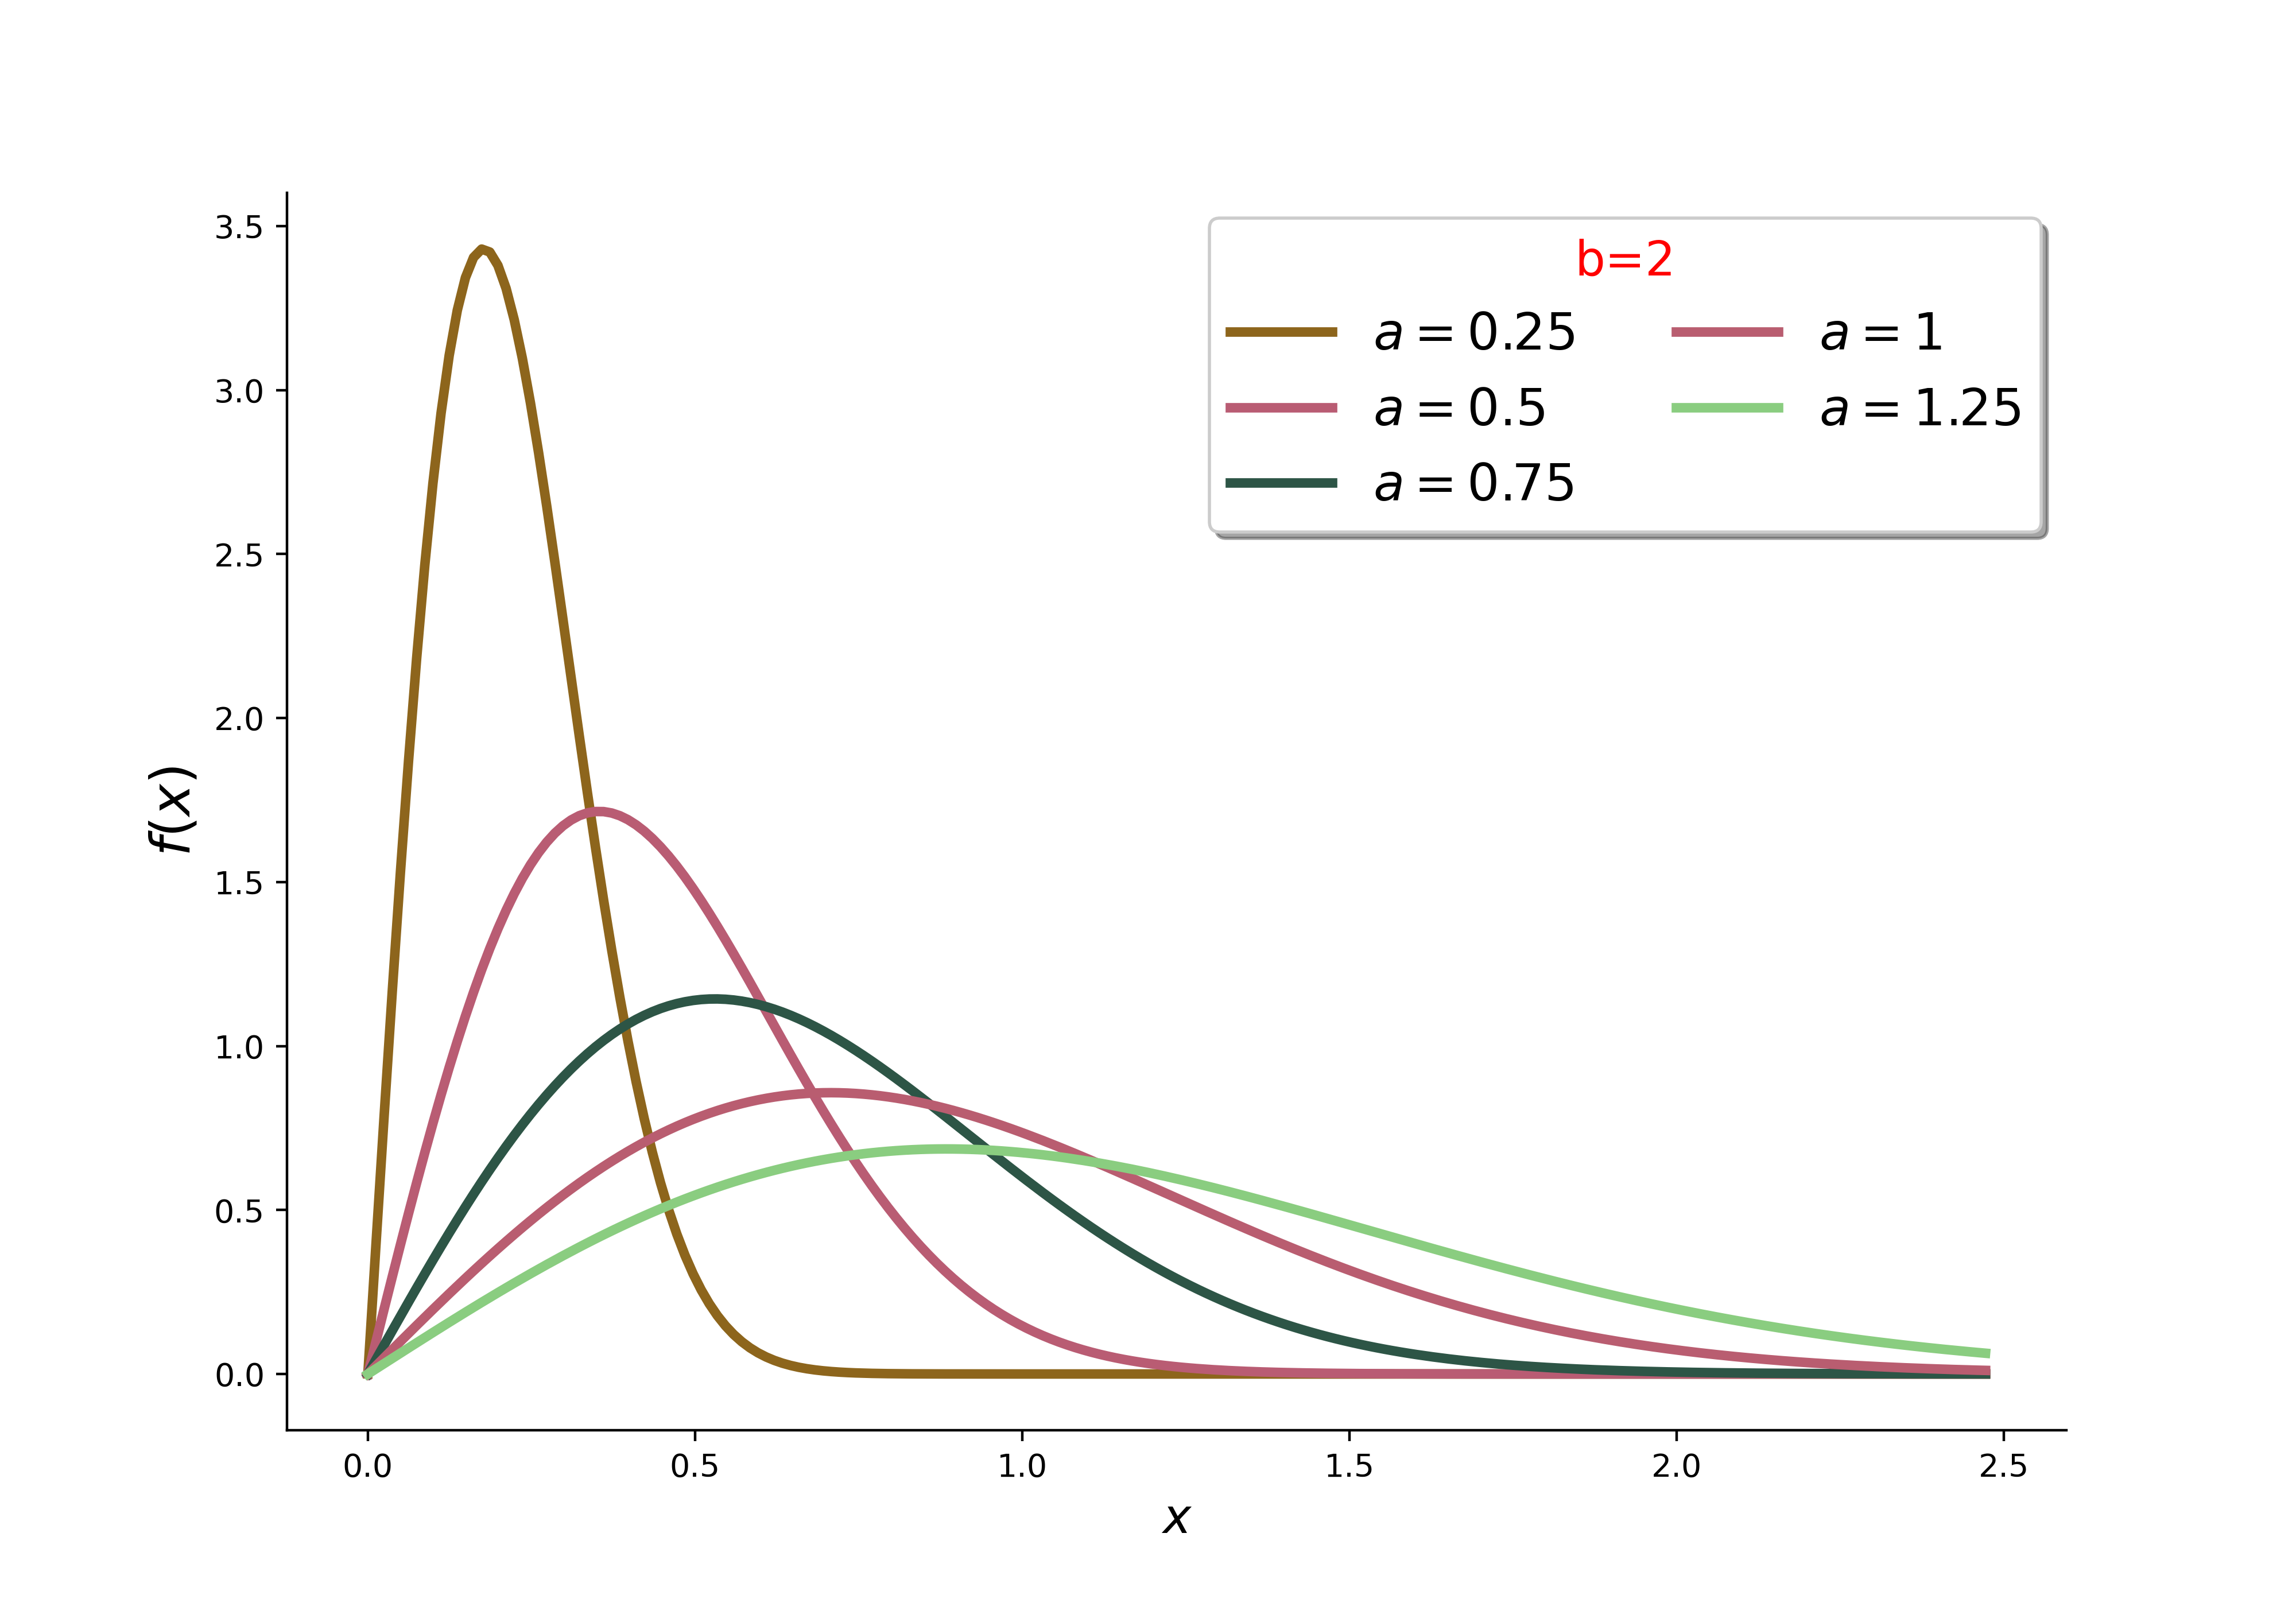 3.5
3.0
2.5
2.0
1.5
1.0
0.5
0.0
f(x)
0.0 0.5 1.0 1.5 2.0 2.5
x
b=2
a = 0.25
a = 0.5
a = 0.75
a = 1
a = 1.25